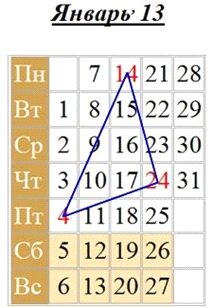 Январь 13
Пн 7 14 21 28
Вт 1 8 15 22 29
Ср 2 9 16 23 30
Чт 3 10 17 24 31
Пт 4 11 18 25
Сб 5 12 19 26
Вс 6 13 20 27